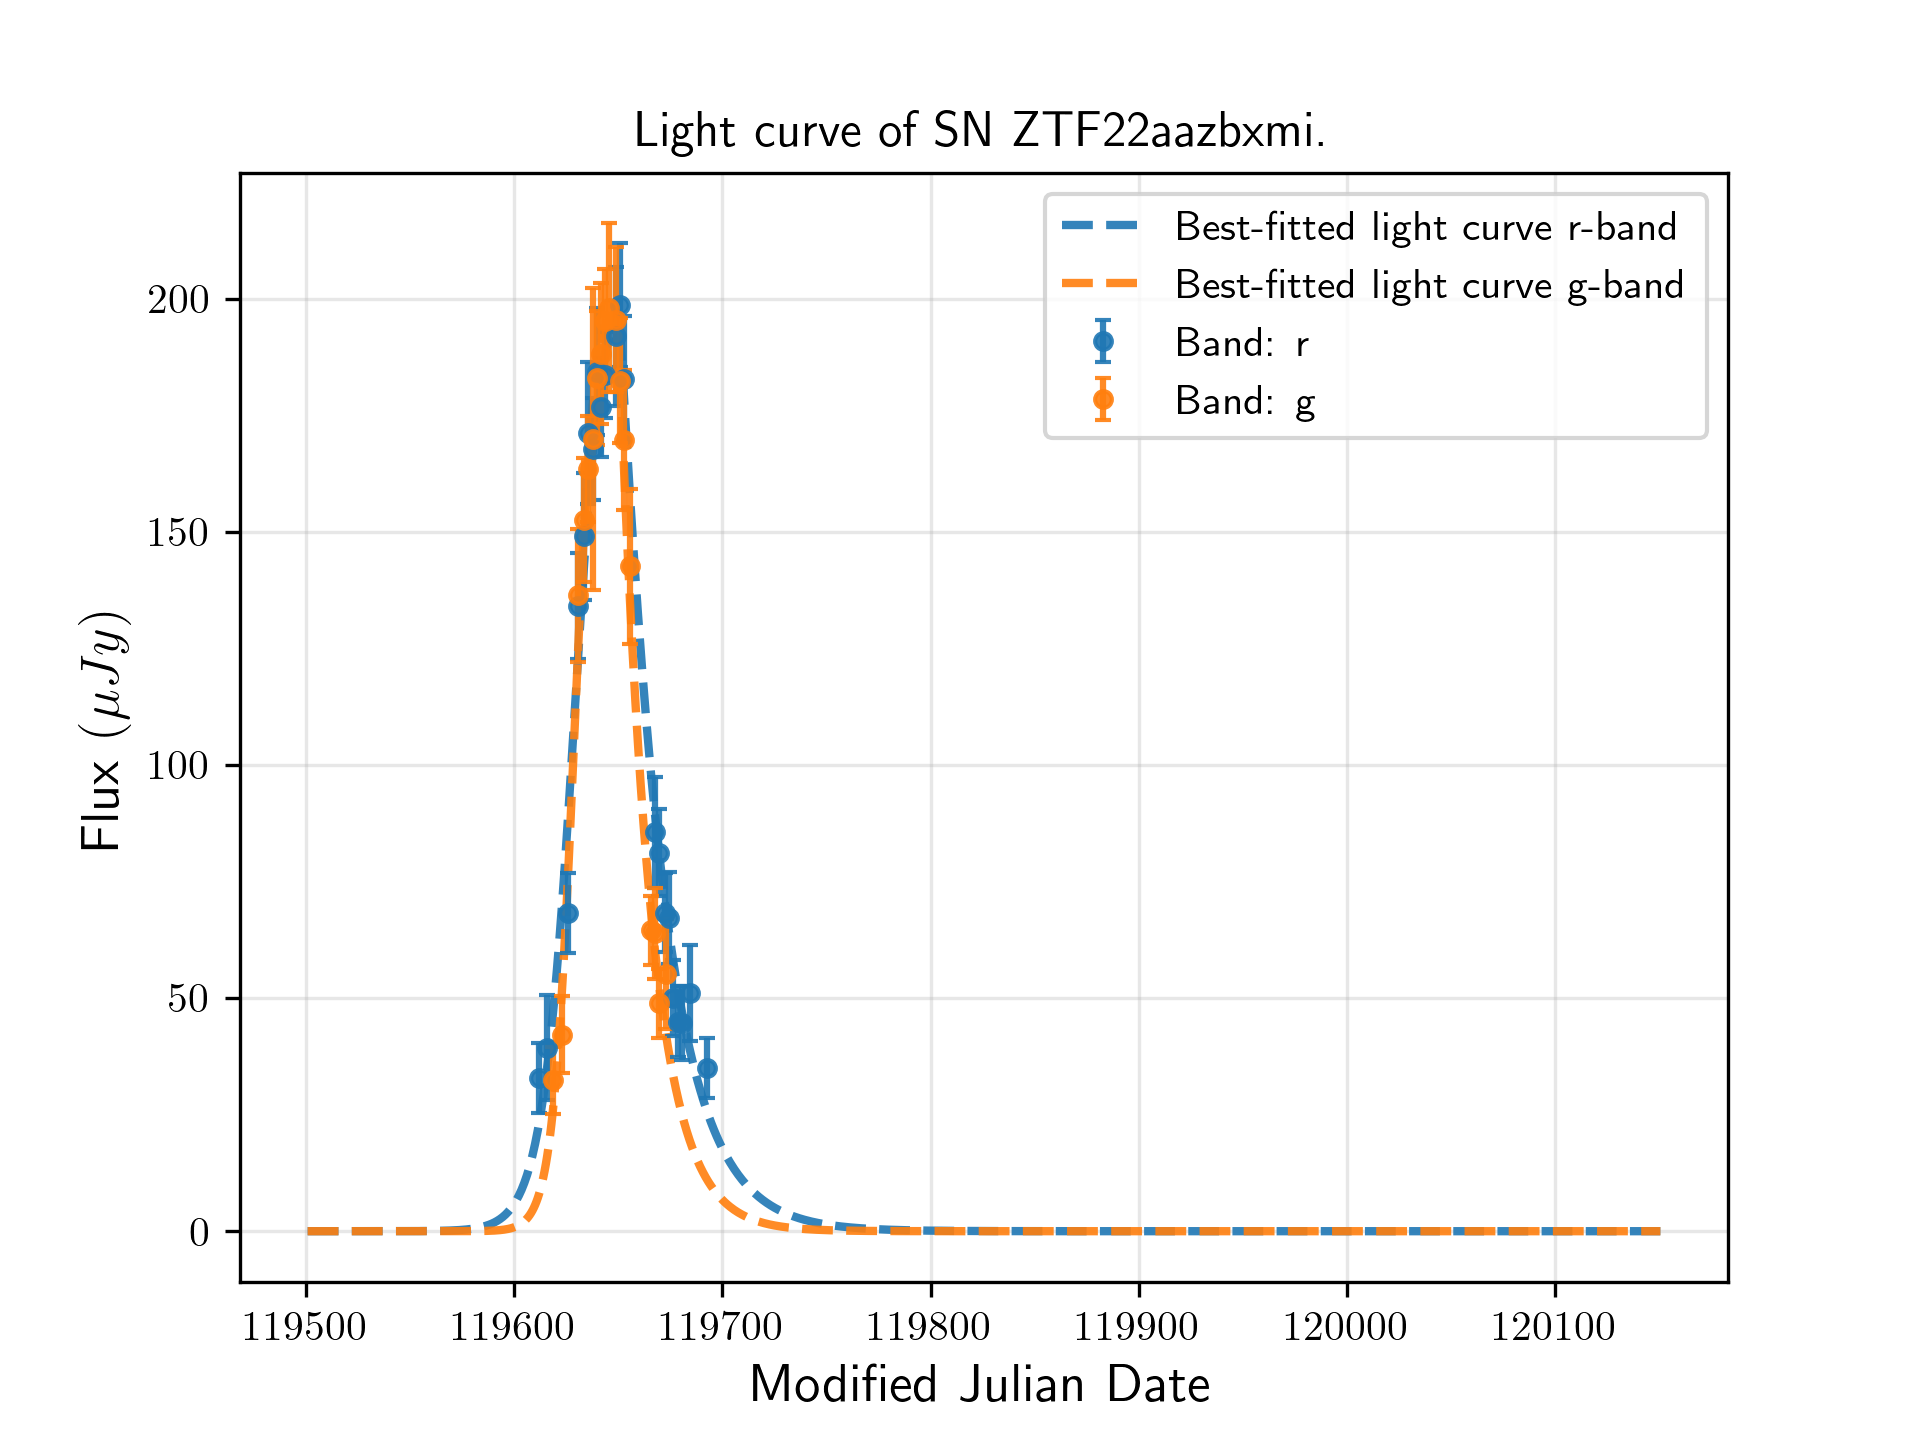 Light curve of SN ZTF22aazbxmi.
Best-fitted light curve r-band
Best-fitted light curve g-band
Band: r
Band: g
Flux (μJy)
200
150
100
50
0
119500 119600 119700 119800 119900 120000 120100
Modified Julian Date